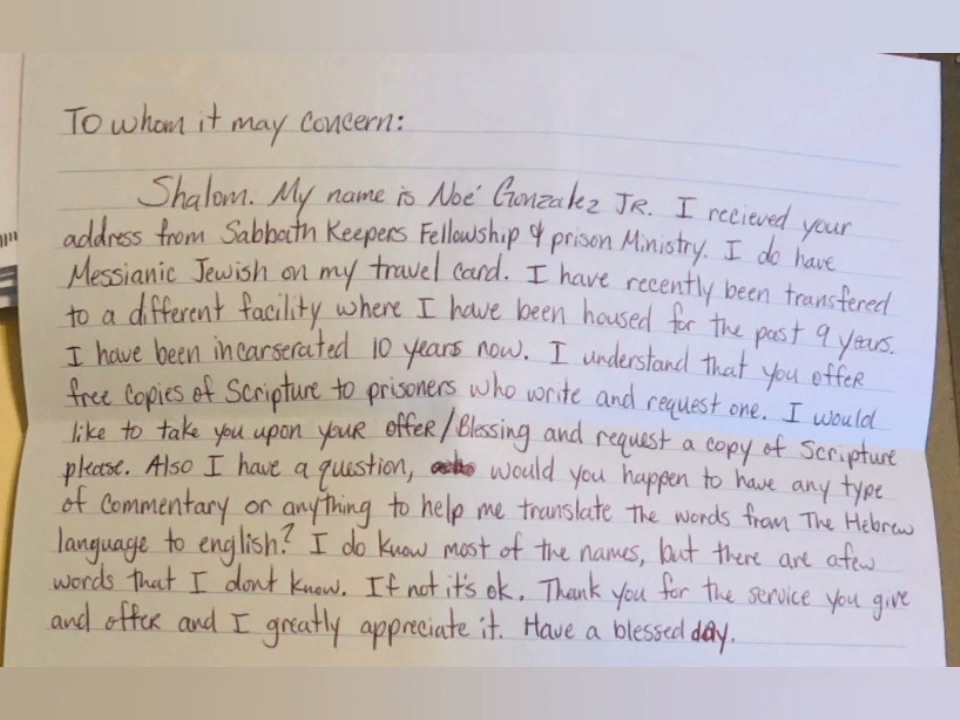 To whom it may concern:
Shalom. My name is Noé Gonzalez JR. I recieved your
address from Sabbath Keepers Fellowship & prison Ministry. I do have
Messianic Jewish on my travel card. I have recently been transfered
to a different facility where I have been housed for the past 9 years.
I have been incarserated 10 years now. I understand that you offer
free copies of Scripture to prisoners who write and request one. I would
like to take you upon your offer/Blessing and request a copy of Scripture
please. Also I have a question, would you happen to have any type
of commentary or anything to help me translate the words from The Hebrew
language to english? I do know most of the names, but there are afew
words that I dont know. If not it's ok. Thank you for the service you give
and offer and I greatly appreciate it. Have a blessed day.